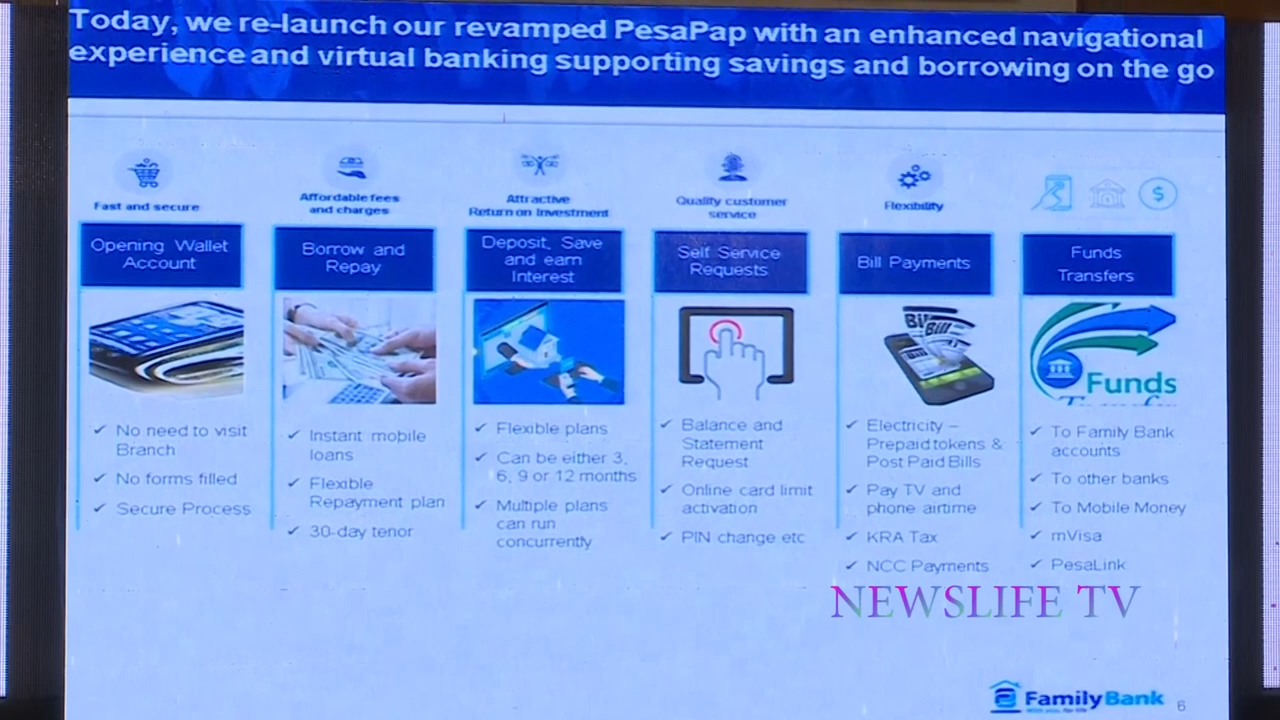 Today, we re-launch our revamped PesaPap with an enhanced navigational
experience and virtual banking supporting savings and borrowing on the go
Fast and secure
Opening Wallet
Account
No need to visit
Branch
No forms filled
Secure Process
Affordable fees
and charges
Borrow and
Repay
Instant mobile
loans
Flexible
Repayment plan
30-day tenor
Attractive
Return on Investment
Deposit, Save
and earn
Interest
Flexible plans
Can be either 3,
6, 9 or 12 months
Multiple plans
can run
concurrently
Quality customer
service
Self Service
Requests
Balance and
Statement
Request
Online card limit
activation
PIN change etc
Flexibility
Bill Payments
Bill
Bill
Electricity –
Prepaid tokens &
Post Paid Bills
Pay TV and
phone airtime
KRA Tax
NCC Payments
$
Funds
Transfers
Funds
To Family Bank
accounts
To other banks
To Mobile Money
mVisa
PesaLink
NEWSLIFE TV
Family Bank
With you, for life
6